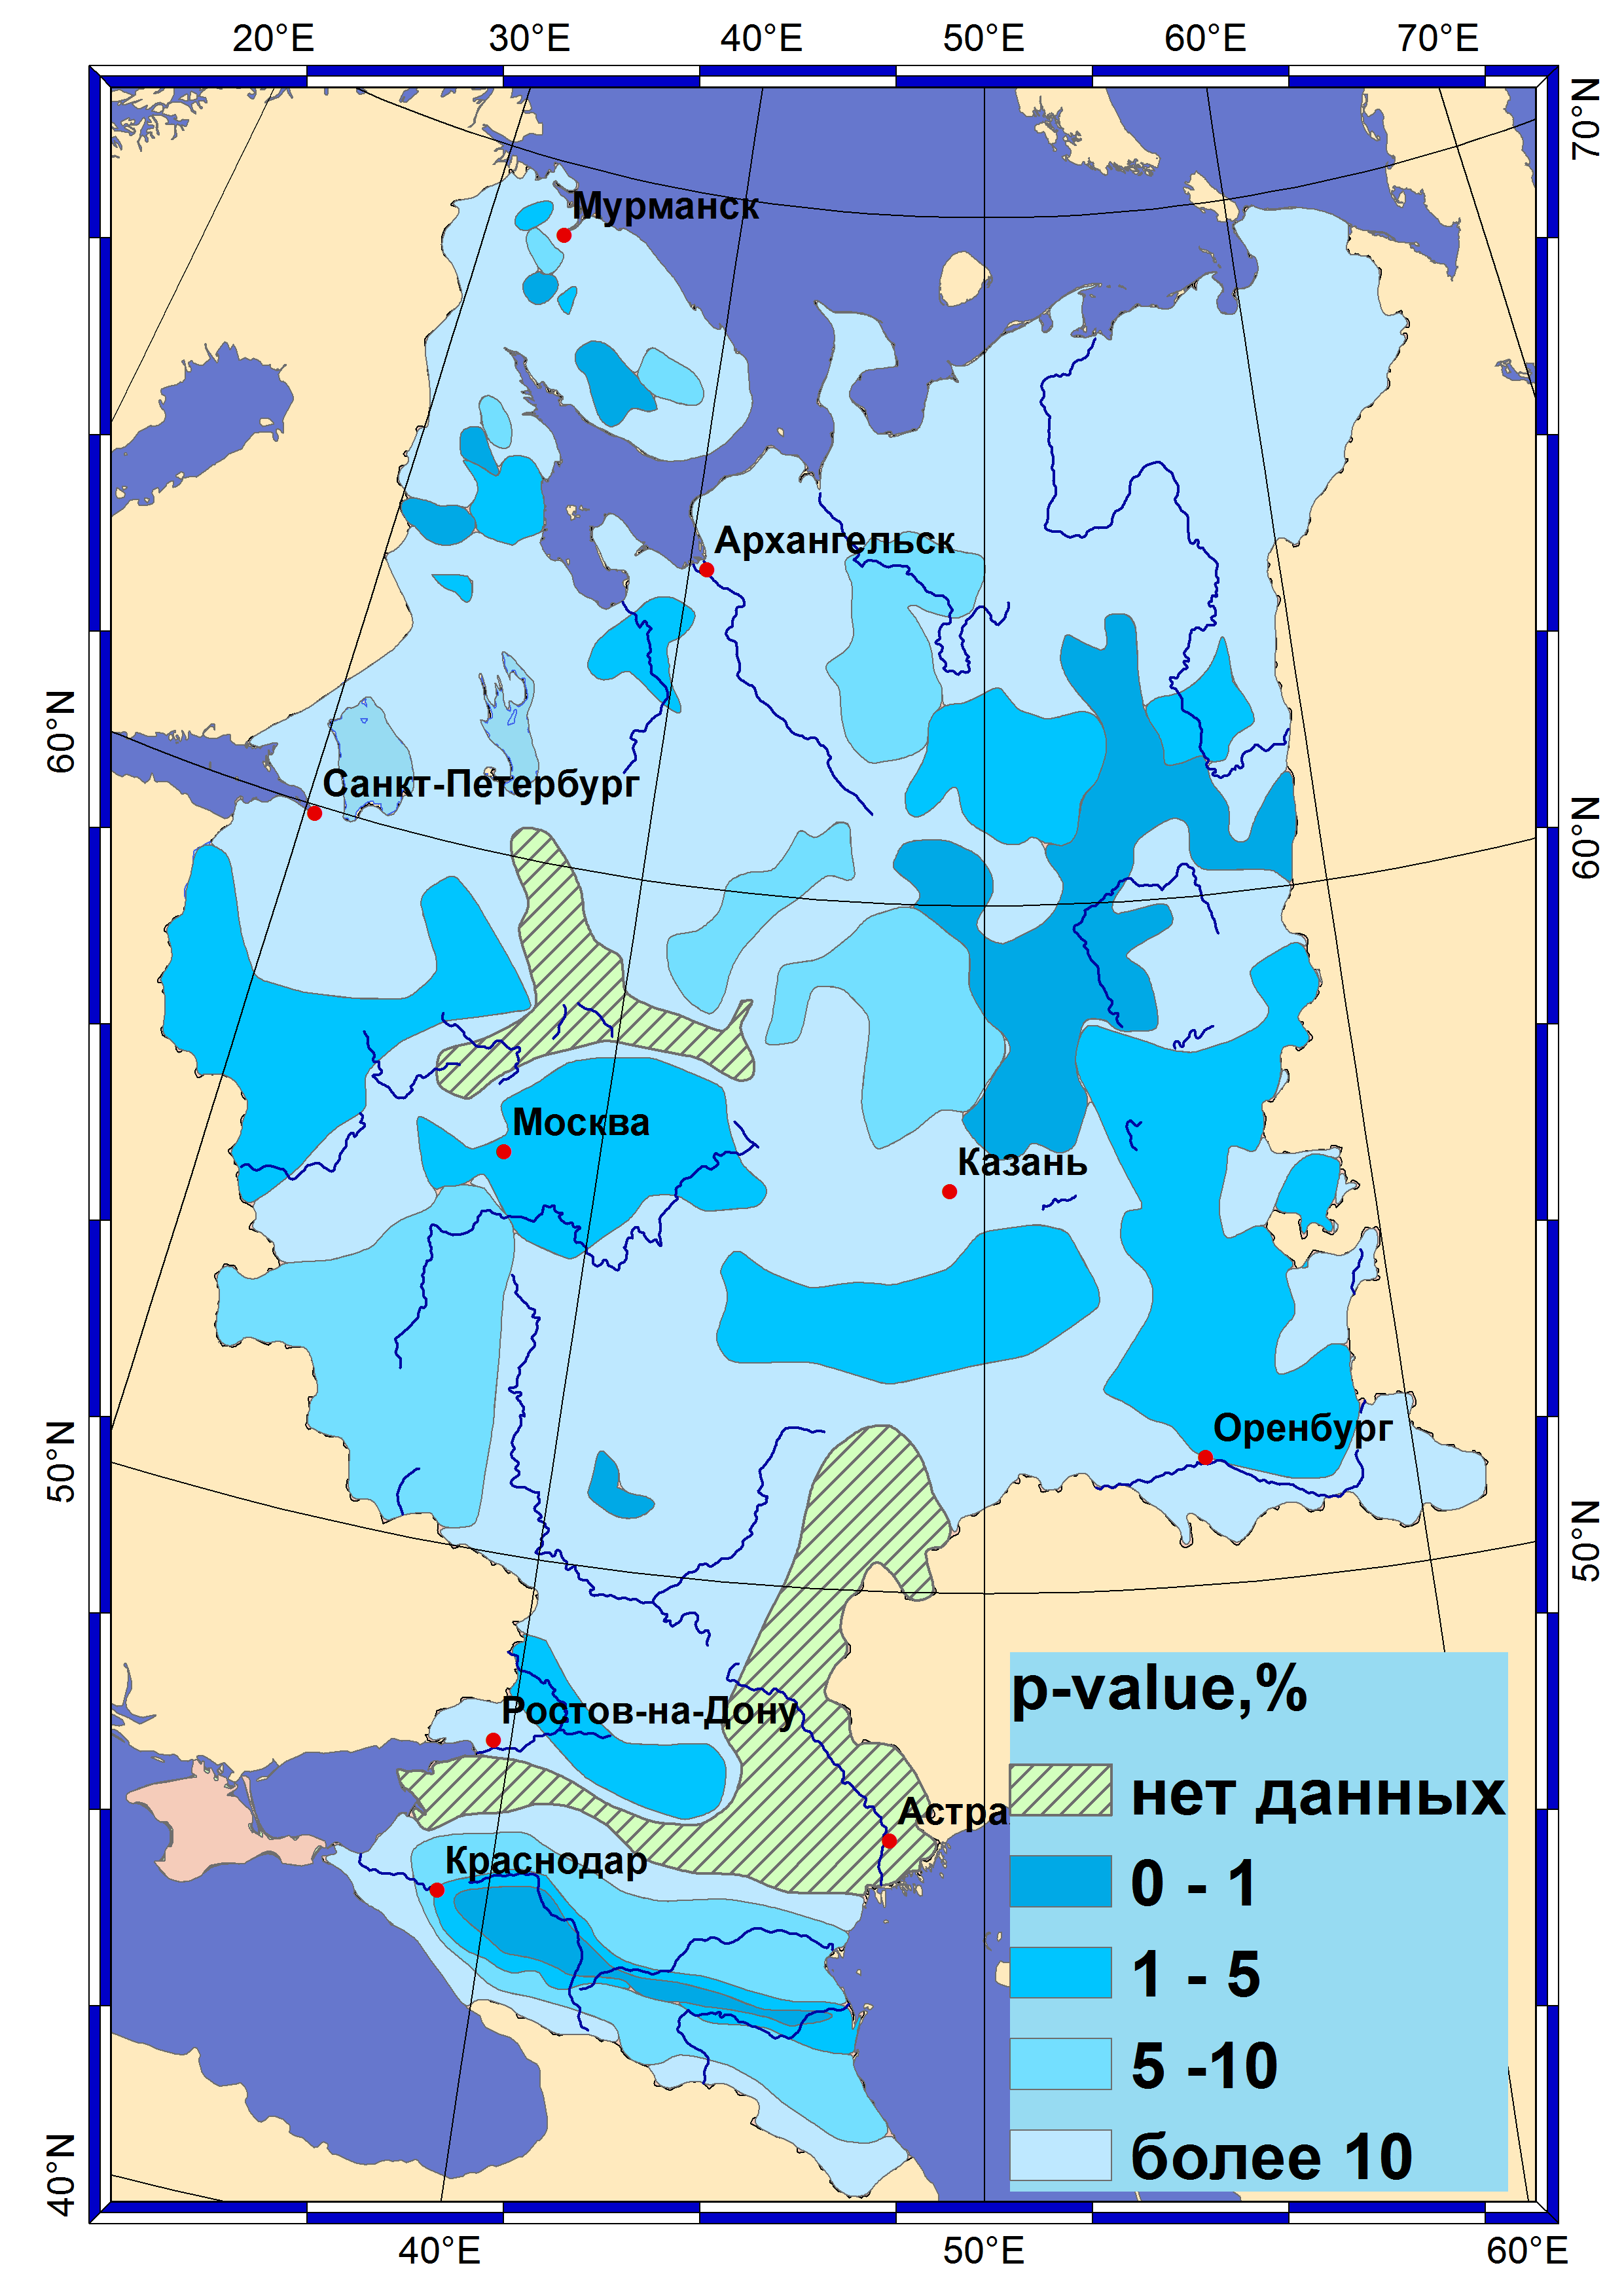 20°E 30°E 40°E 50°E 60°E 70°E
70°N
Мурманск
Архангельск
60°N
Санкт-Петербург
60°N
Москва
Казань
Оренбург
50°N
50°N
p-value,%
Ростов-на-Дону
нет данных
Астра
Краснодар
0 - 1
1 - 5
5 -10
более 10
40°N
40°E 50°E 60°E